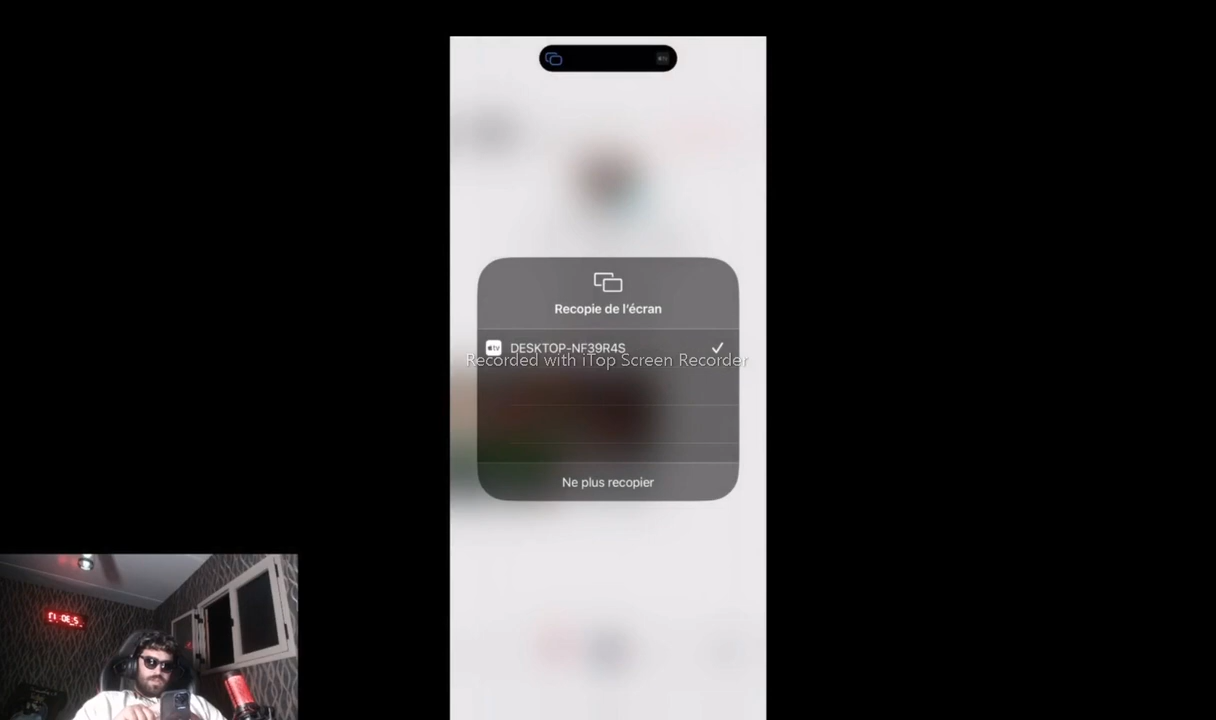 Recopie de l'écran
tv DESKTOP-NF39R4S
Recorded with iTop Screen Recorder
Ne plus recopier